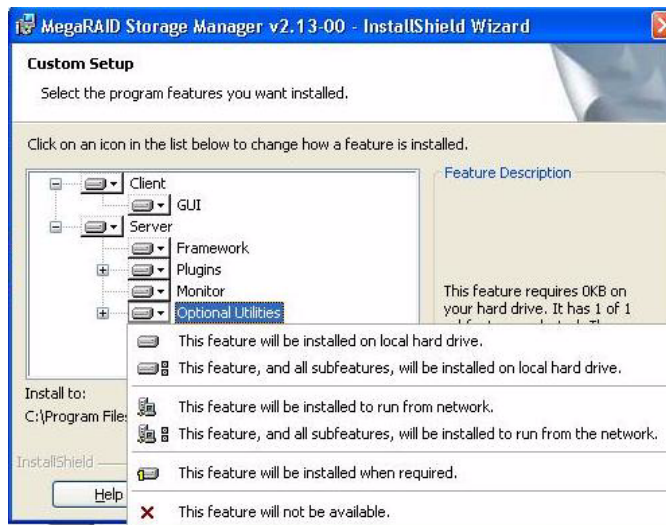 MegaRAID Storage Manager v2.13-00 - InstallShield Wizard
Custom Setup
Select the program features you want installed.
Click on an icon in the list below to change how a feature is installed.
Feature Description
Client
GUI
Server
Framework
Plugins
Monitor
Optional Utilities
This feature requires 0KB on
your hard drive. It has 1 of 1
This feature will be installed on local hard drive.
This feature, and all subfeatures, will be installed on local hard drive.
This feature will be installed to run from network.
This feature, and all subfeatures, will be installed to run from the network.
This feature will be installed when required.
This feature will not be available.
Install to:
C:\Program Files
InstallShield
Help